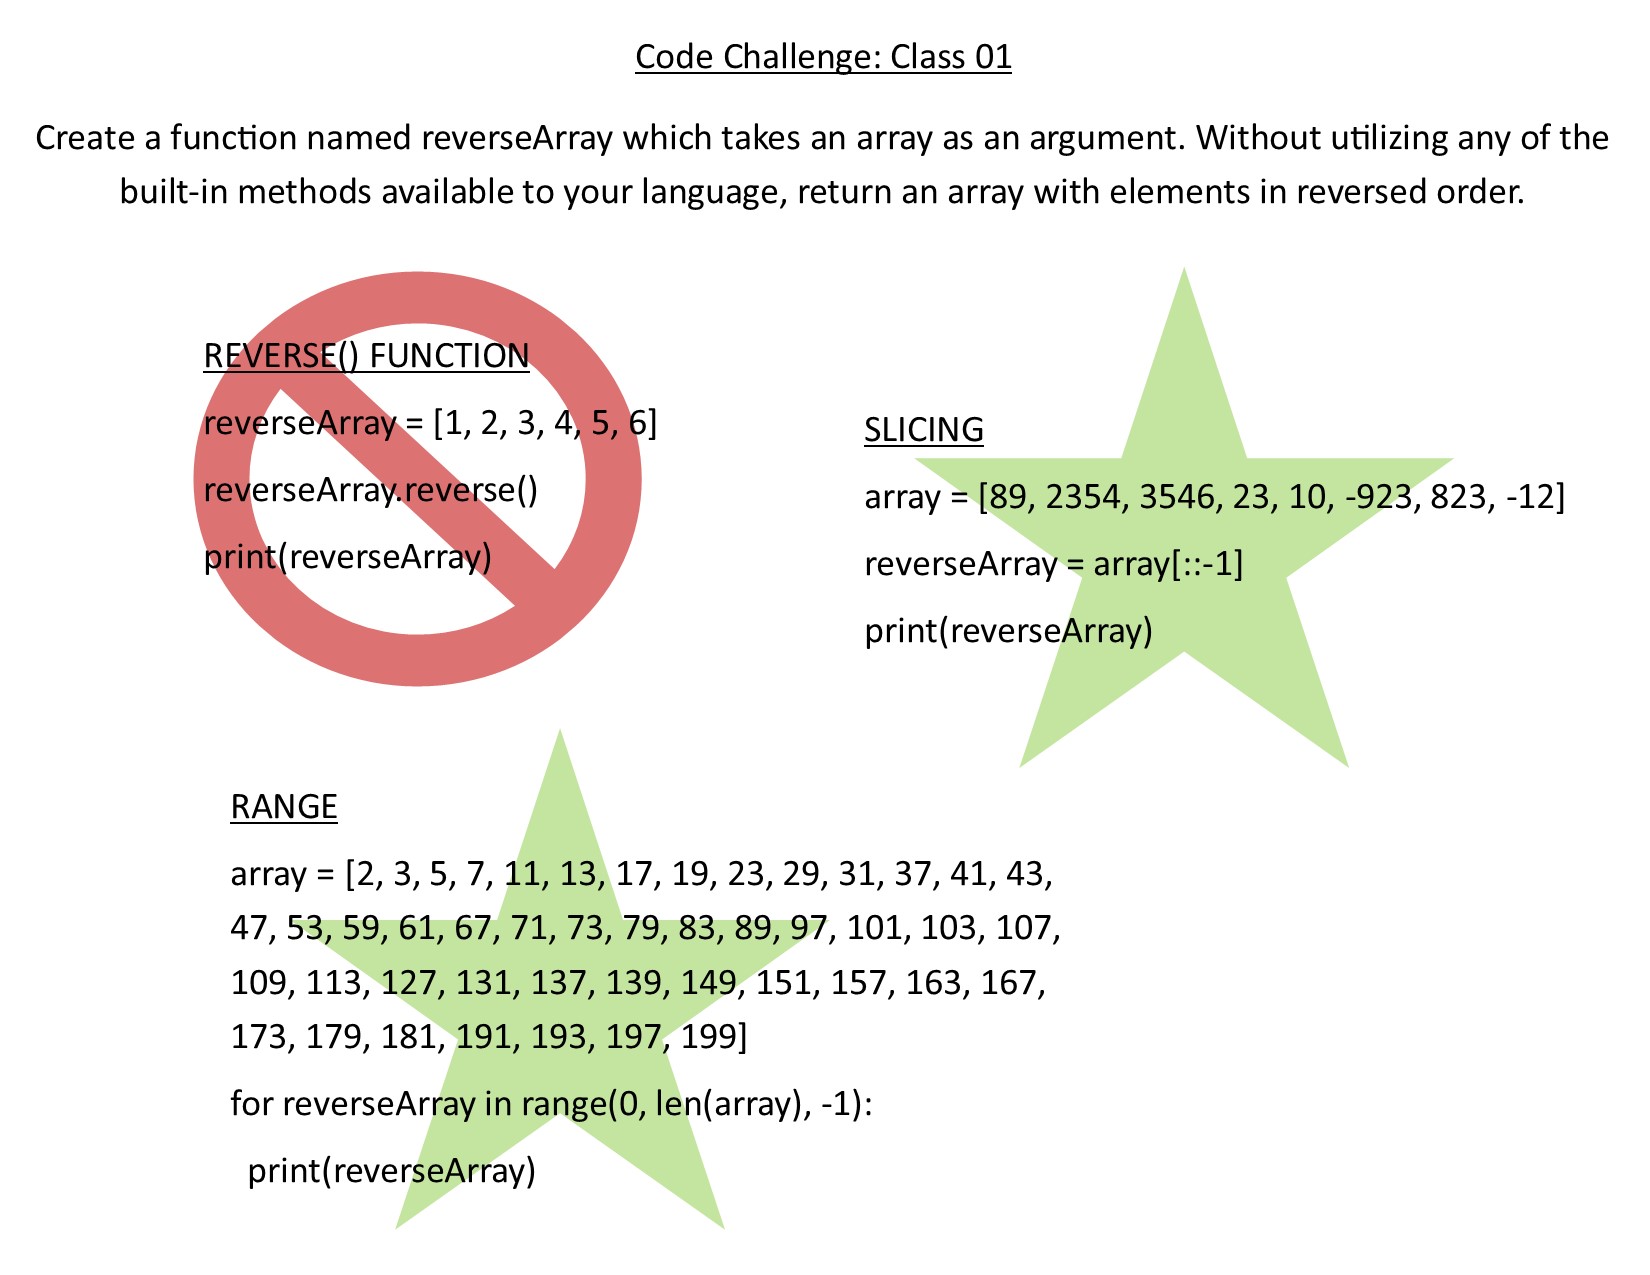 Code Challenge: Class 01
Create a function named reverseArray which takes an array as an argument. Without utilizing any of the
built-in methods available to your language, return an array with elements in reversed order.
REVERSE() FUNCTION
reverseArray = [1, 2, 3, 4, 5, 6]
reverseArray.reverse()
print(reverseArray)
SLICING
array = [89, 2354, 3546, 23, 10, -923, 823, -12]
reverseArray = array[::-1]
print(reverseArray)
RANGE
array = [2, 3, 5, 7, 11, 13, 17, 19, 23, 29, 31, 37, 41, 43,
47, 53, 59, 61, 67, 71, 73, 79, 83, 89, 97, 101, 103, 107,
109, 113, 127, 131, 137, 139, 149, 151, 157, 163, 167,
173, 179, 181, 191, 193, 197, 199]
for reverseArray in range(0, len(array), -1):
print(reverseArray)